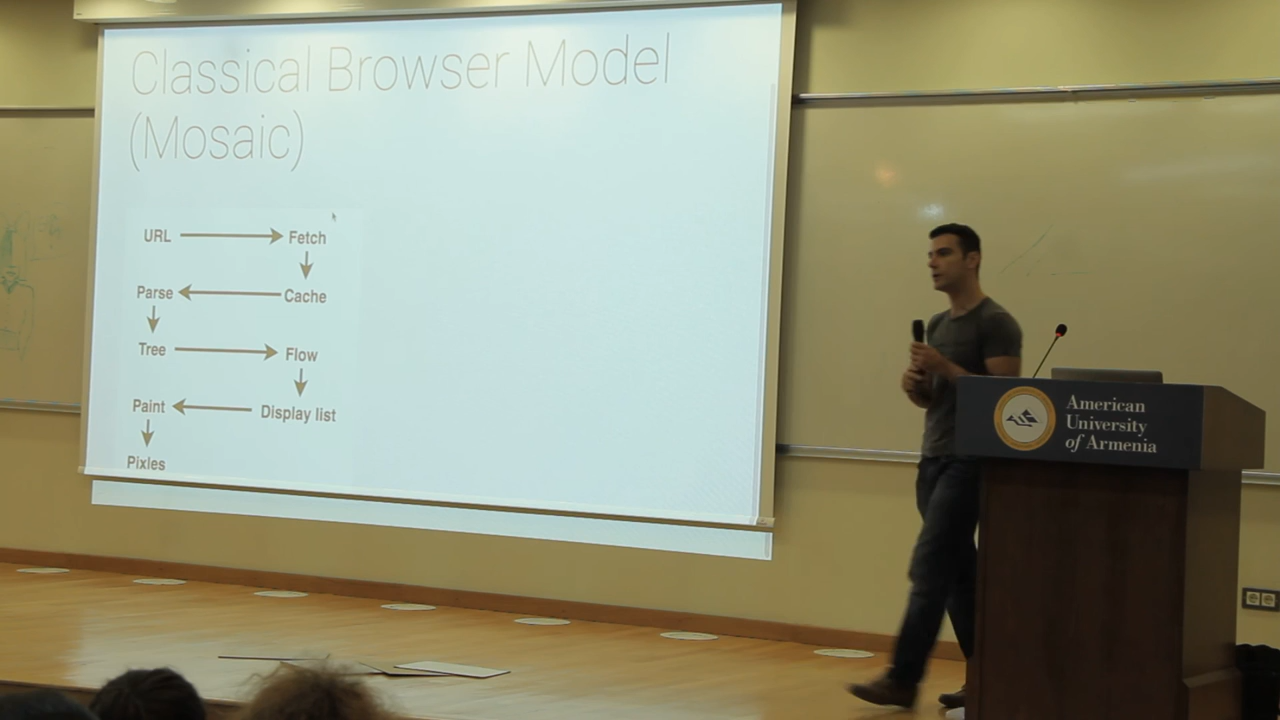 Classical Browser Model
(Mosaic)
URL Fetch
Parse Cache
Tree Flow
Paint Display list
Pixles
American
University
of Armenia